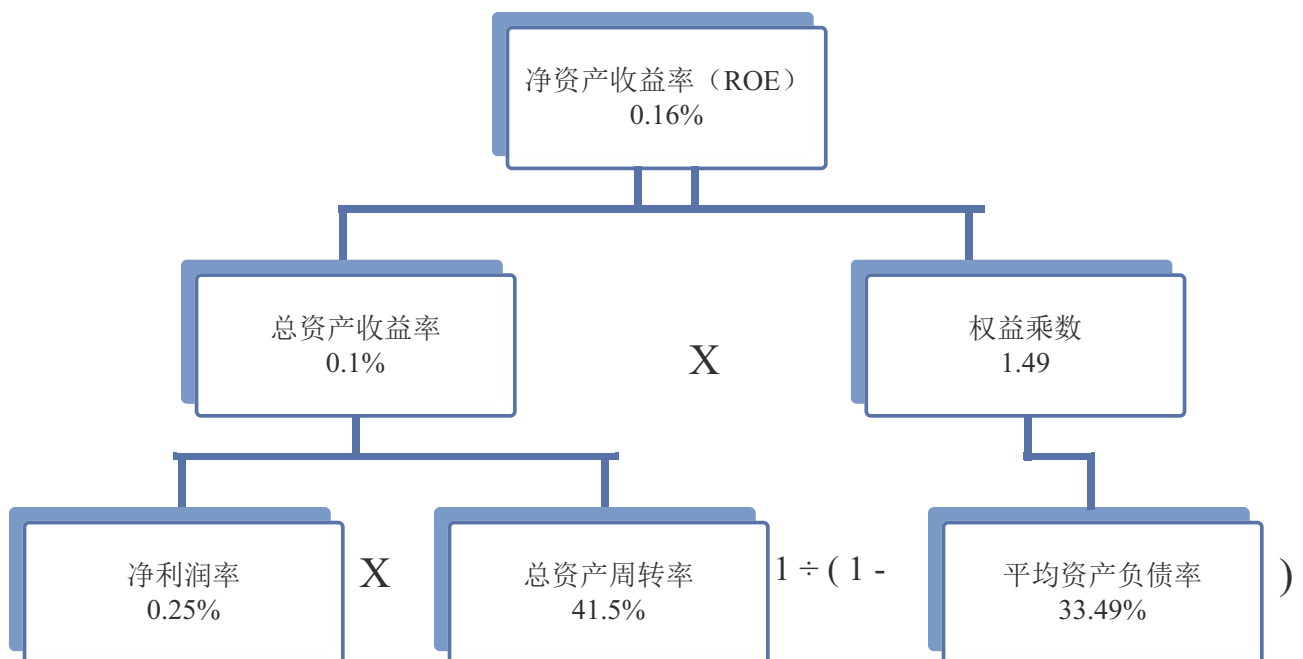 净资产收益率（ROE）
0.16%
总资产收益率
0.1%
X
权益乘数
1.49
净利润率
0.25%
X
总资产周转率
41.5%
1 ÷ ( 1 -
平均资产负债率
33.49%
)